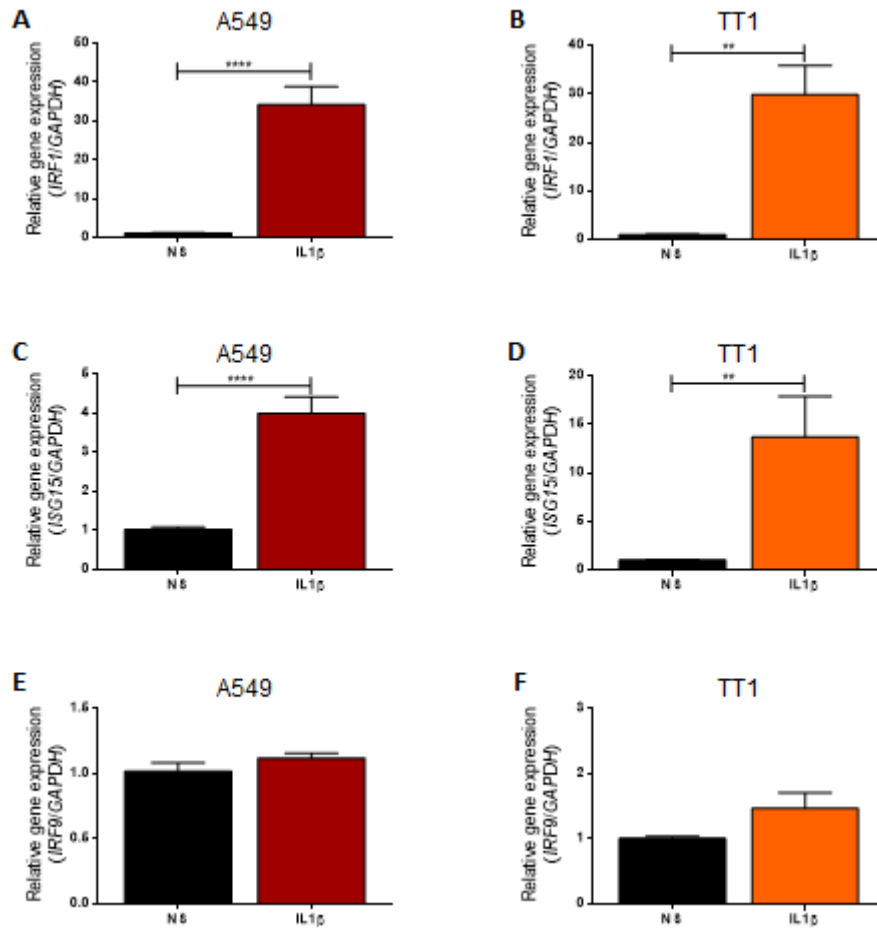 A
A549
Relative gene expression
(IRF1/GAPDH)
60
40
30
20
10
0
****
NS
IL1β
B
TT1
Relative gene expression
(IRF1/GAPDH)
40
30
20
10
0
**
NS
IL1β
C
A549
Relative gene expression
(ISG15/GAPDH)
5
4
3
2
1
0
****
NS
IL1β
D
TT1
Relative gene expression
(ISG15/GAPDH)
20
15
10
5
0
**
NS
IL1β
E
A549
Relative gene expression
(IRF9/GAPDH)
1.5
1.0
0.5
0.0
NS
IL1β
F
TT1
Relative gene expression
(IRF9/GAPDH)
3
2
1
0
NS
IL1β